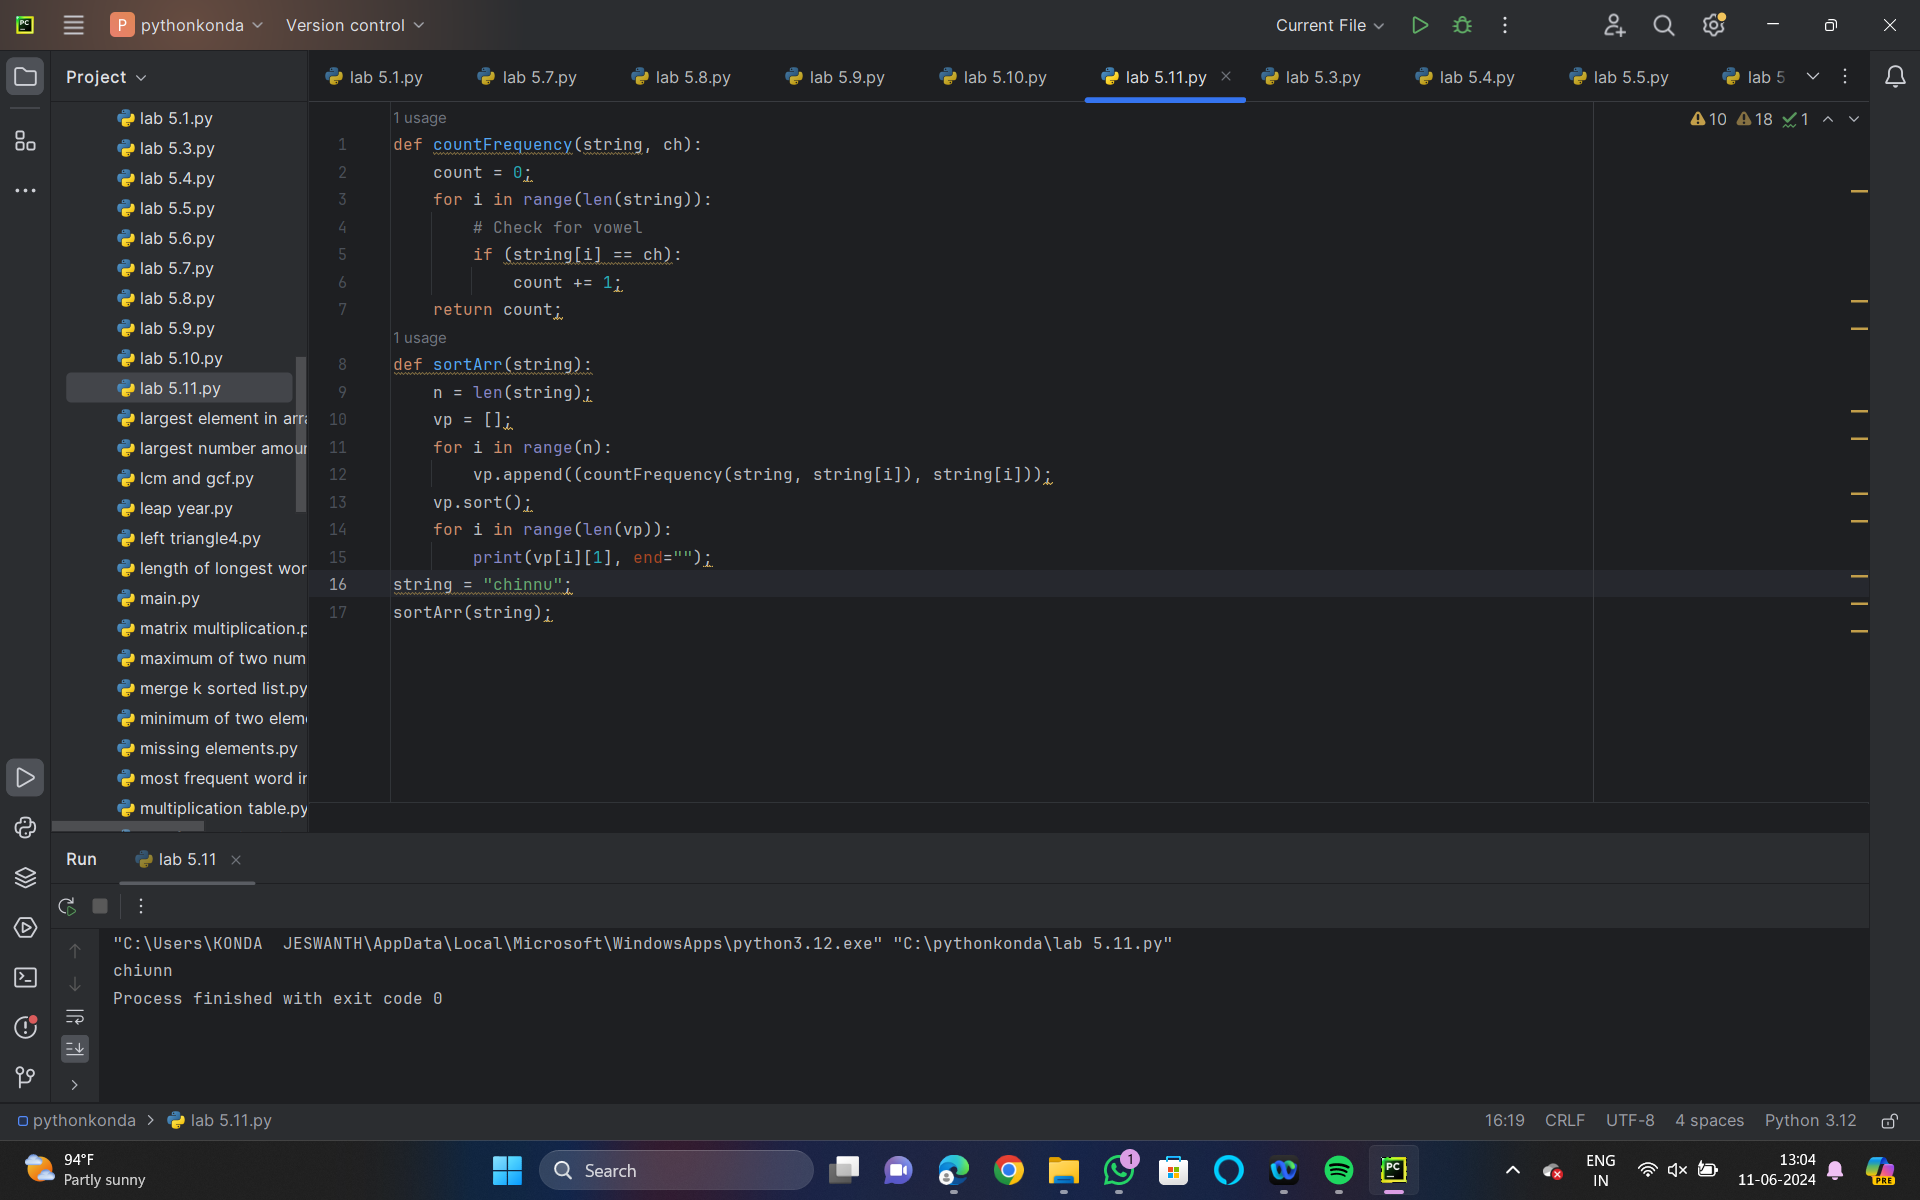 PC
P pythonkonda Version control Current File
Project
lab 5.1.py lab 5.7.py lab 5.8.py lab 5.9.py lab 5.10.py lab 5.11.py lab 5.3.py lab 5.4.py lab 5.5.py lab 5
lab 5.1.py
lab 5.3.py
lab 5.4.py
lab 5.5.py
lab 5.6.py
lab 5.7.py
lab 5.8.py
lab 5.9.py
lab 5.10.py
lab 5.11.py
largest element in arr
largest number amou
lcm and gcf.py
leap year.py
left triangle4.py
length of longest wor
main.py
matrix multiplication.p
maximum of two num
merge k sorted list.py
minimum of two elem
missing elements.py
most frequent word i
multiplication table.py
10 18 1
1 usage
1 def countFrequency(string, ch):
2 count = 0;
3 for i in range(len(string)):
4 # Check for vowel
5 if (string[i] == ch):
6 count += 1;
7 return count;
1 usage
8 def sortArr(string):
9 n = len(string);
10 vp = [];
11 for i in range(n):
12 vp.append((countFrequency(string, string[i]), string[i]));
13 vp.sort();
14 for i in range(len(vp)):
15 print(vp[i][1], end="");
16 string = "chinnu";
17 sortArr(string);
Run lab 5.11
"C:\Users\KONDA  JESWANTH\AppData\Local\Microsoft\WindowsApps\python3.12.exe" "C:\pythonkonda\lab 5.11.py"
chiunn
Process finished with exit code 0
pythonkonda > lab 5.11.py 16:19 CRLF UTF-8 4 spaces Python 3.12
94°F
Partly sunny
Search
1
PC
ENG
IN
13:04
11-06-2024
PRE